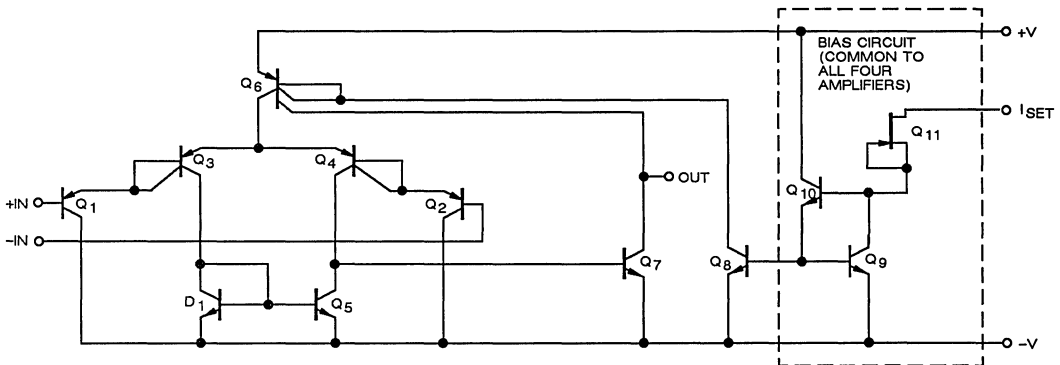 +V
BIAS CIRCUIT
(COMMON TO
ALL FOUR
AMPLIFIERS)
Q6
ISET
Q11
Q3
Q4
+IN
Q1
Q2
OUT
Q10
-IN
Q7
Q8
Q9
D1
Q5
-V